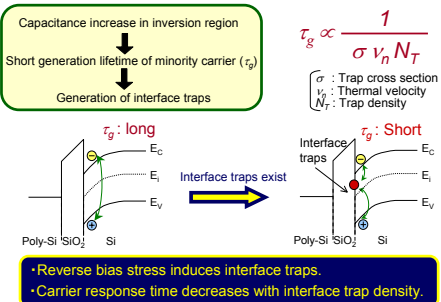 Capacitance increase in inversion region
Short generation lifetime of minority carrier (τg)
Generation of interface traps
τg ∝ 1 / σ νn NT
σ : Trap cross section
νn : Thermal velocity
NT : Trap density
τg : long
EC
Ei
EV
Poly-Si SiO2 Si
Interface traps exist
τg : Short
Interface traps
EC
Ei
EV
Poly-Si SiO2 Si
・Reverse bias stress induces interface traps.
・Carrier response time decreases with interface trap density.